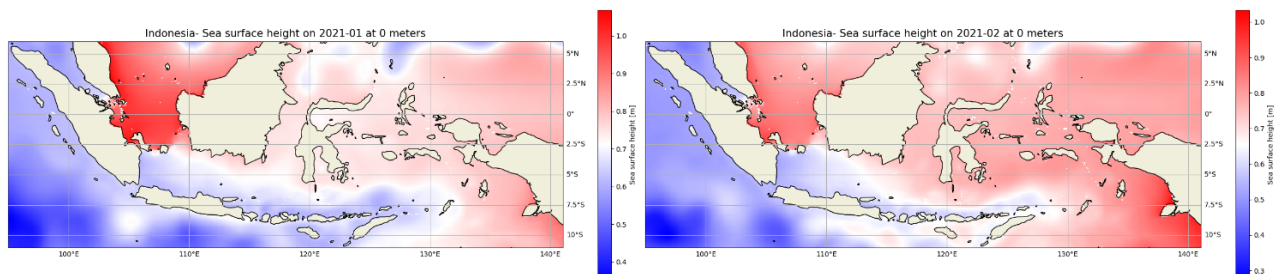 Indonesia- Sea surface height on 2021-01 at 0 meters
5°N
2.5°N
0°
2.5°S
5°S
7.5°S
10°S
100°E
110°E
120°E
130°E
140°E
1.0
0.9
0.8
0.7
0.6
0.5
0.4
Sea surface height [m]
Indonesia- Sea surface height on 2021-02 at 0 meters
5°N
2.5°N
0°
2.5°S
5°S
7.5°S
10°S
100°E
110°E
120°E
130°E
140°E
1.0
0.9
0.8
0.7
0.6
0.5
0.4
0.3
Sea surface height [m]